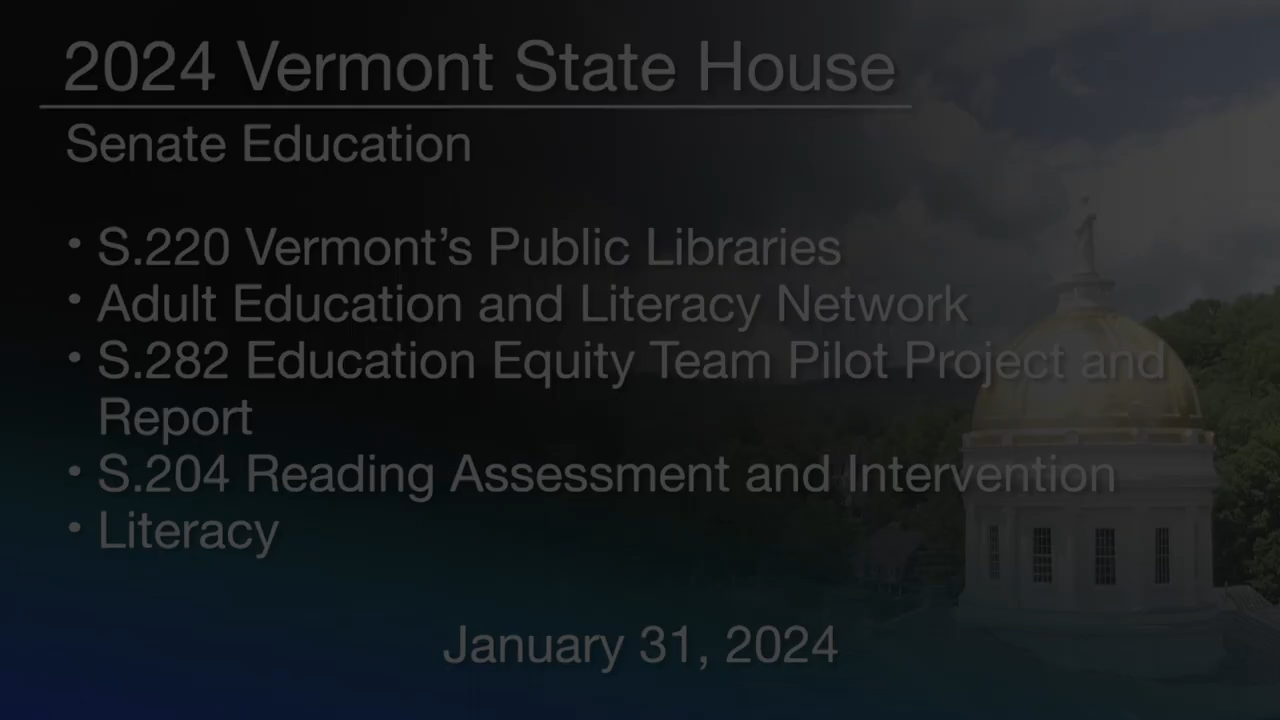 2024 Vermont State House
Senate Education
• S.220 Vermont’s Public Libraries
• Adult Education and Literacy Network
• S.282 Education Equity Team Pilot Project and
Report
• S.204 Reading Assessment and Intervention
• Literacy
January 31, 2024